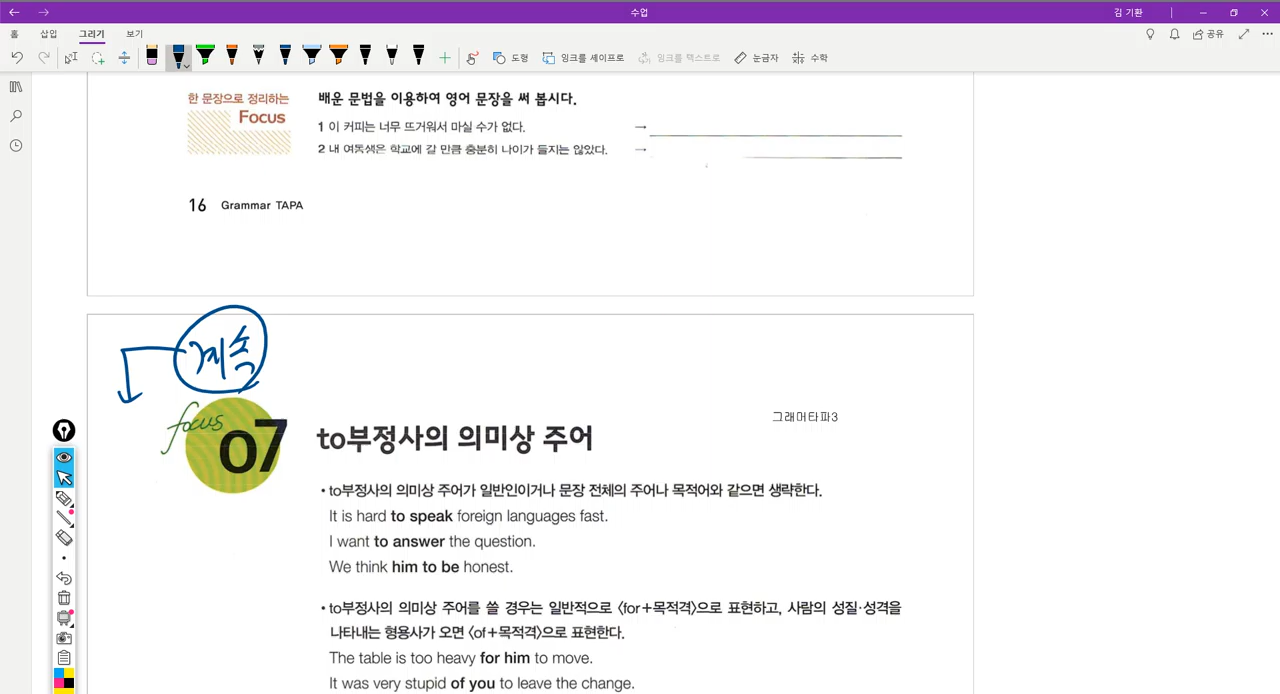 수업
김 기환
홈 삽입 그리기 보기
공유
도형 잉크를 셰이프로 잉크를 텍스트로 눈금자 수학
한 문장으로 정리하는
Focus
배운 문법을 이용하여 영어 문장을 써 봅시다.
1 이 커피는 너무 뜨거워서 마실 수가 없다. →
2 내 여동생은 학교에 갈 만큼 충분히 나이가 들지는 않았다. →
16 Grammar TAPA
계속
focus
07
to부정사의 의미상 주어
그래머타파3
• to부정사의 의미상 주어가 일반인이거나 문장 전체의 주어나 목적어와 같으면 생략한다.
It is hard to speak foreign languages fast.
I want to answer the question.
We think him to be honest.
• to부정사의 의미상 주어를 쓸 경우는 일반적으로 〈for+목적격〉으로 표현하고, 사람의 성질·성격을
나타내는 형용사가 오면 〈of+목적격〉으로 표현한다.
The table is too heavy for him to move.
It was very stupid of you to leave the change.